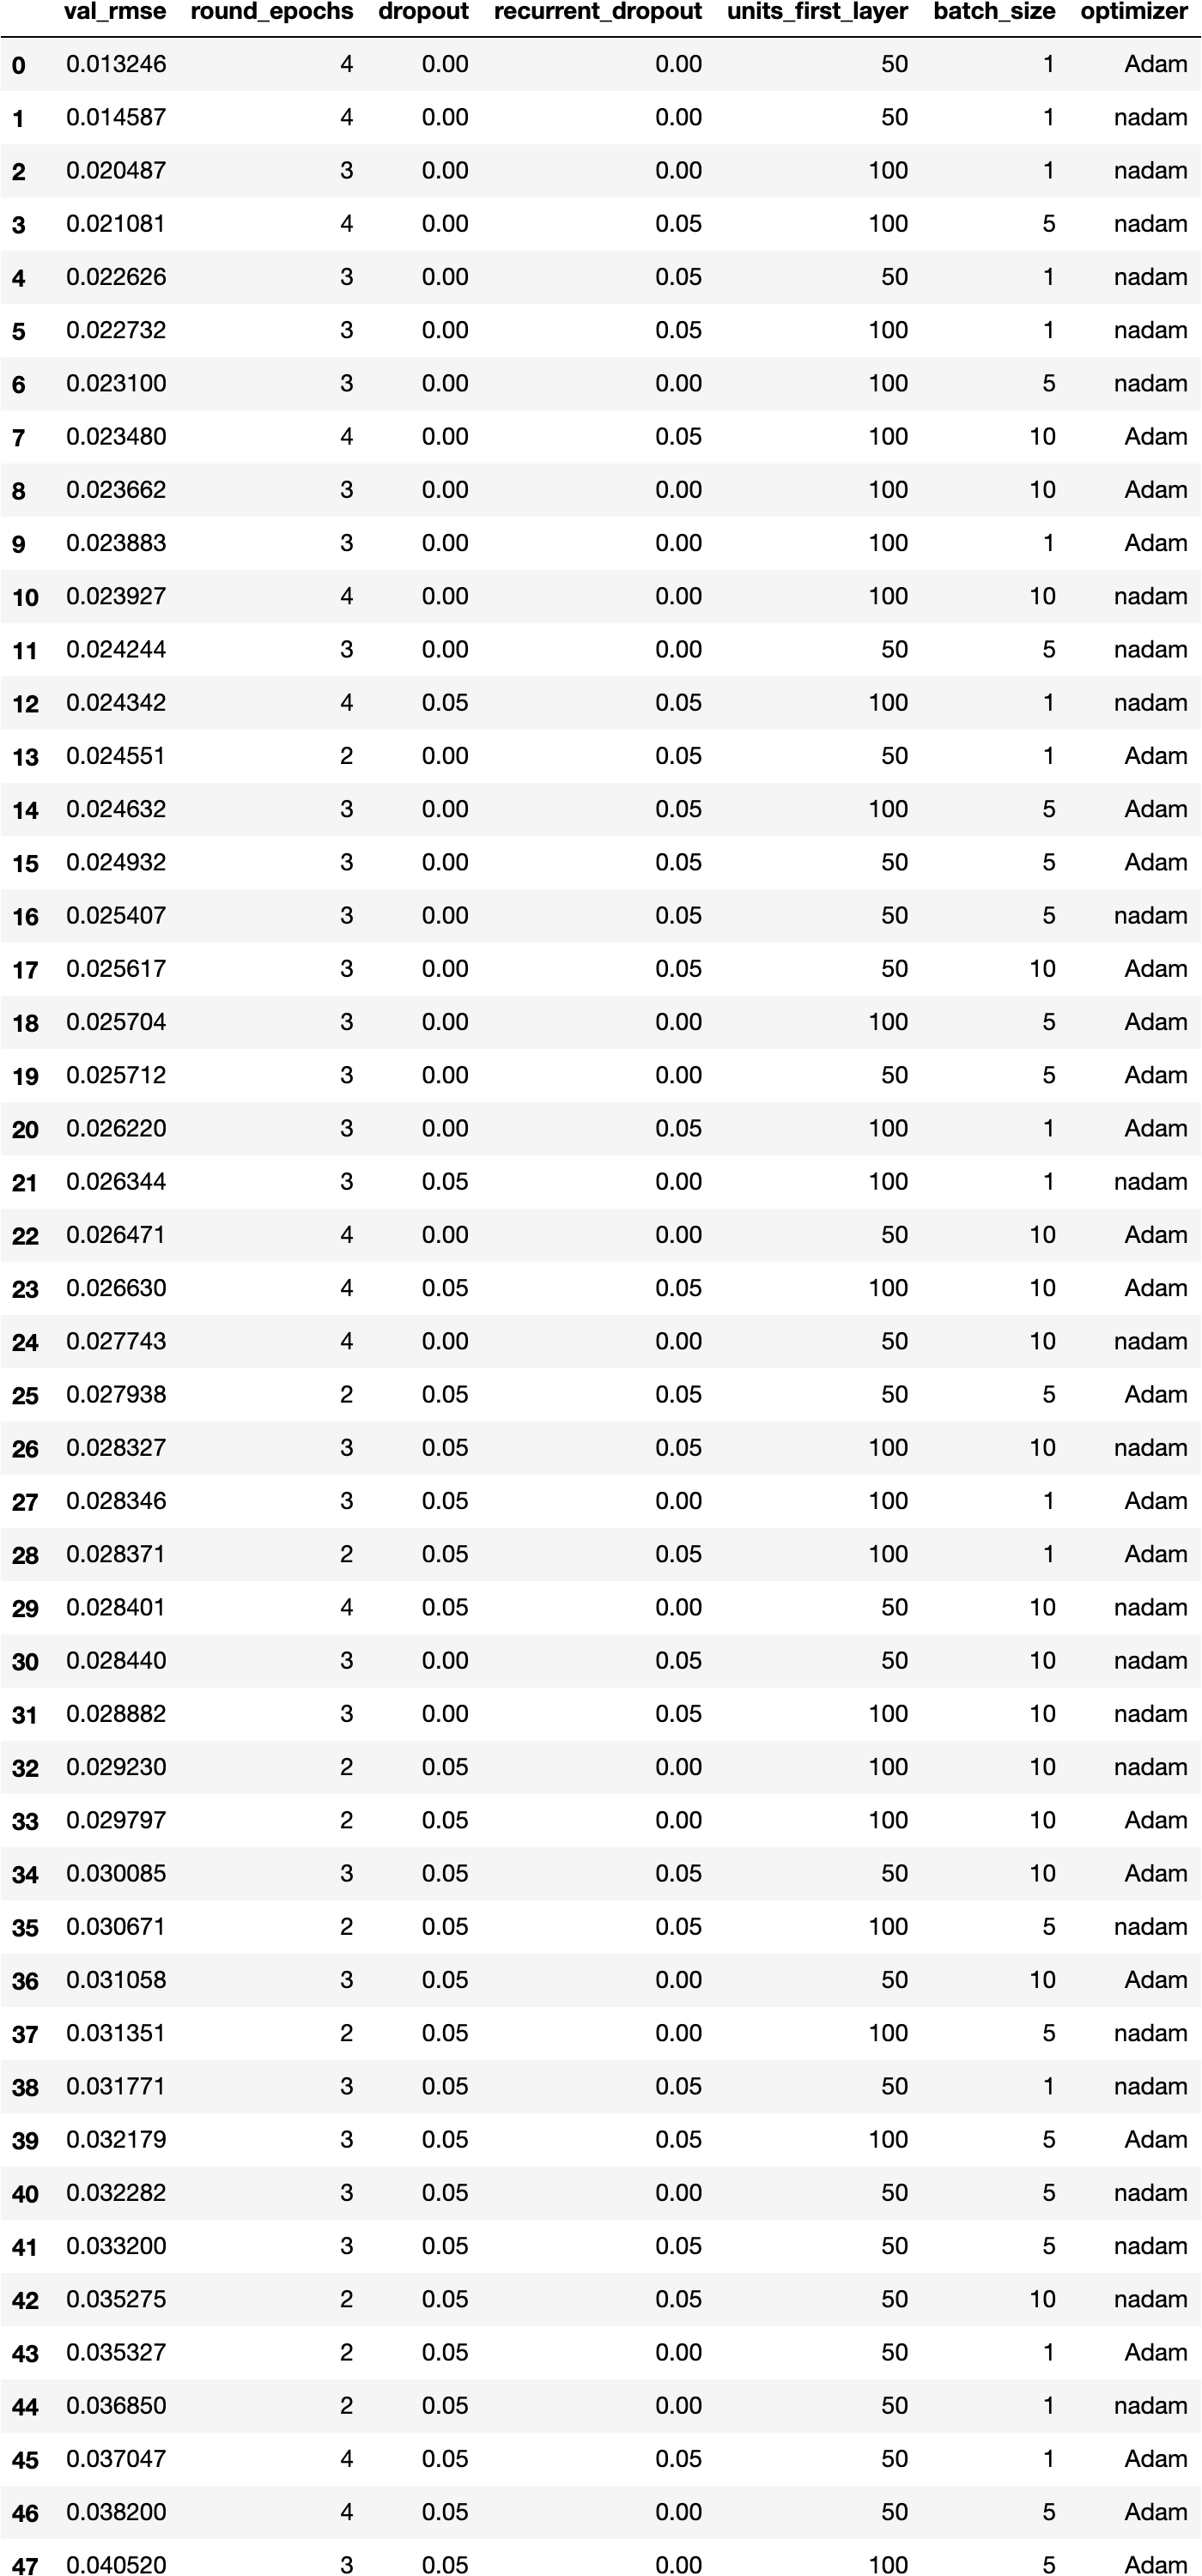 val_rmse round_epochs dropout recurrent_dropout units_first_layer batch_size optimizer
0 0.013246 4 0.00 0.00 50 1 Adam
1 0.014587 4 0.00 0.00 50 1 nadam
2 0.020487 3 0.00 0.00 100 1 nadam
3 0.021081 4 0.00 0.05 100 5 nadam
4 0.022626 3 0.00 0.05 50 1 nadam
5 0.022732 3 0.00 0.05 100 1 nadam
6 0.023100 3 0.00 0.00 100 5 nadam
7 0.023480 4 0.00 0.05 100 10 Adam
8 0.023662 3 0.00 0.00 100 10 Adam
9 0.023883 3 0.00 0.00 100 1 Adam
10 0.023927 4 0.00 0.00 100 10 nadam
11 0.024244 3 0.00 0.00 50 5 nadam
12 0.024342 4 0.05 0.05 100 1 nadam
13 0.024551 2 0.00 0.05 50 1 Adam
14 0.024632 3 0.00 0.05 100 5 Adam
15 0.024932 3 0.00 0.05 50 5 Adam
16 0.025407 3 0.00 0.05 50 5 nadam
17 0.025617 3 0.00 0.05 50 10 Adam
18 0.025704 3 0.00 0.00 100 5 Adam
19 0.025712 3 0.00 0.00 50 5 Adam
20 0.026220 3 0.00 0.05 100 1 Adam
21 0.026344 3 0.05 0.00 100 1 nadam
22 0.026471 4 0.00 0.00 50 10 Adam
23 0.026630 4 0.05 0.05 100 10 Adam
24 0.027743 4 0.00 0.00 50 10 nadam
25 0.027938 2 0.05 0.05 50 5 Adam
26 0.028327 3 0.05 0.05 100 10 nadam
27 0.028346 3 0.05 0.00 100 1 Adam
28 0.028371 2 0.05 0.05 100 1 Adam
29 0.028401 4 0.05 0.00 50 10 nadam
30 0.028440 3 0.00 0.05 50 10 nadam
31 0.028882 3 0.00 0.05 100 10 nadam
32 0.029230 2 0.05 0.00 100 10 nadam
33 0.029797 2 0.05 0.00 100 10 Adam
34 0.030085 3 0.05 0.05 50 10 Adam
35 0.030671 2 0.05 0.05 100 5 nadam
36 0.031058 3 0.05 0.00 50 10 Adam
37 0.031351 2 0.05 0.00 100 5 nadam
38 0.031771 3 0.05 0.05 50 1 nadam
39 0.032179 3 0.05 0.05 100 5 Adam
40 0.032282 3 0.05 0.00 50 5 nadam
41 0.033200 3 0.05 0.05 50 5 nadam
42 0.035275 2 0.05 0.05 50 10 nadam
43 0.035327 2 0.05 0.00 50 1 Adam
44 0.036850 2 0.05 0.00 50 1 nadam
45 0.037047 4 0.05 0.05 50 1 Adam
46 0.038200 4 0.05 0.00 50 5 Adam
47 0.040520 3 0.05 0.00 100 5 Adam